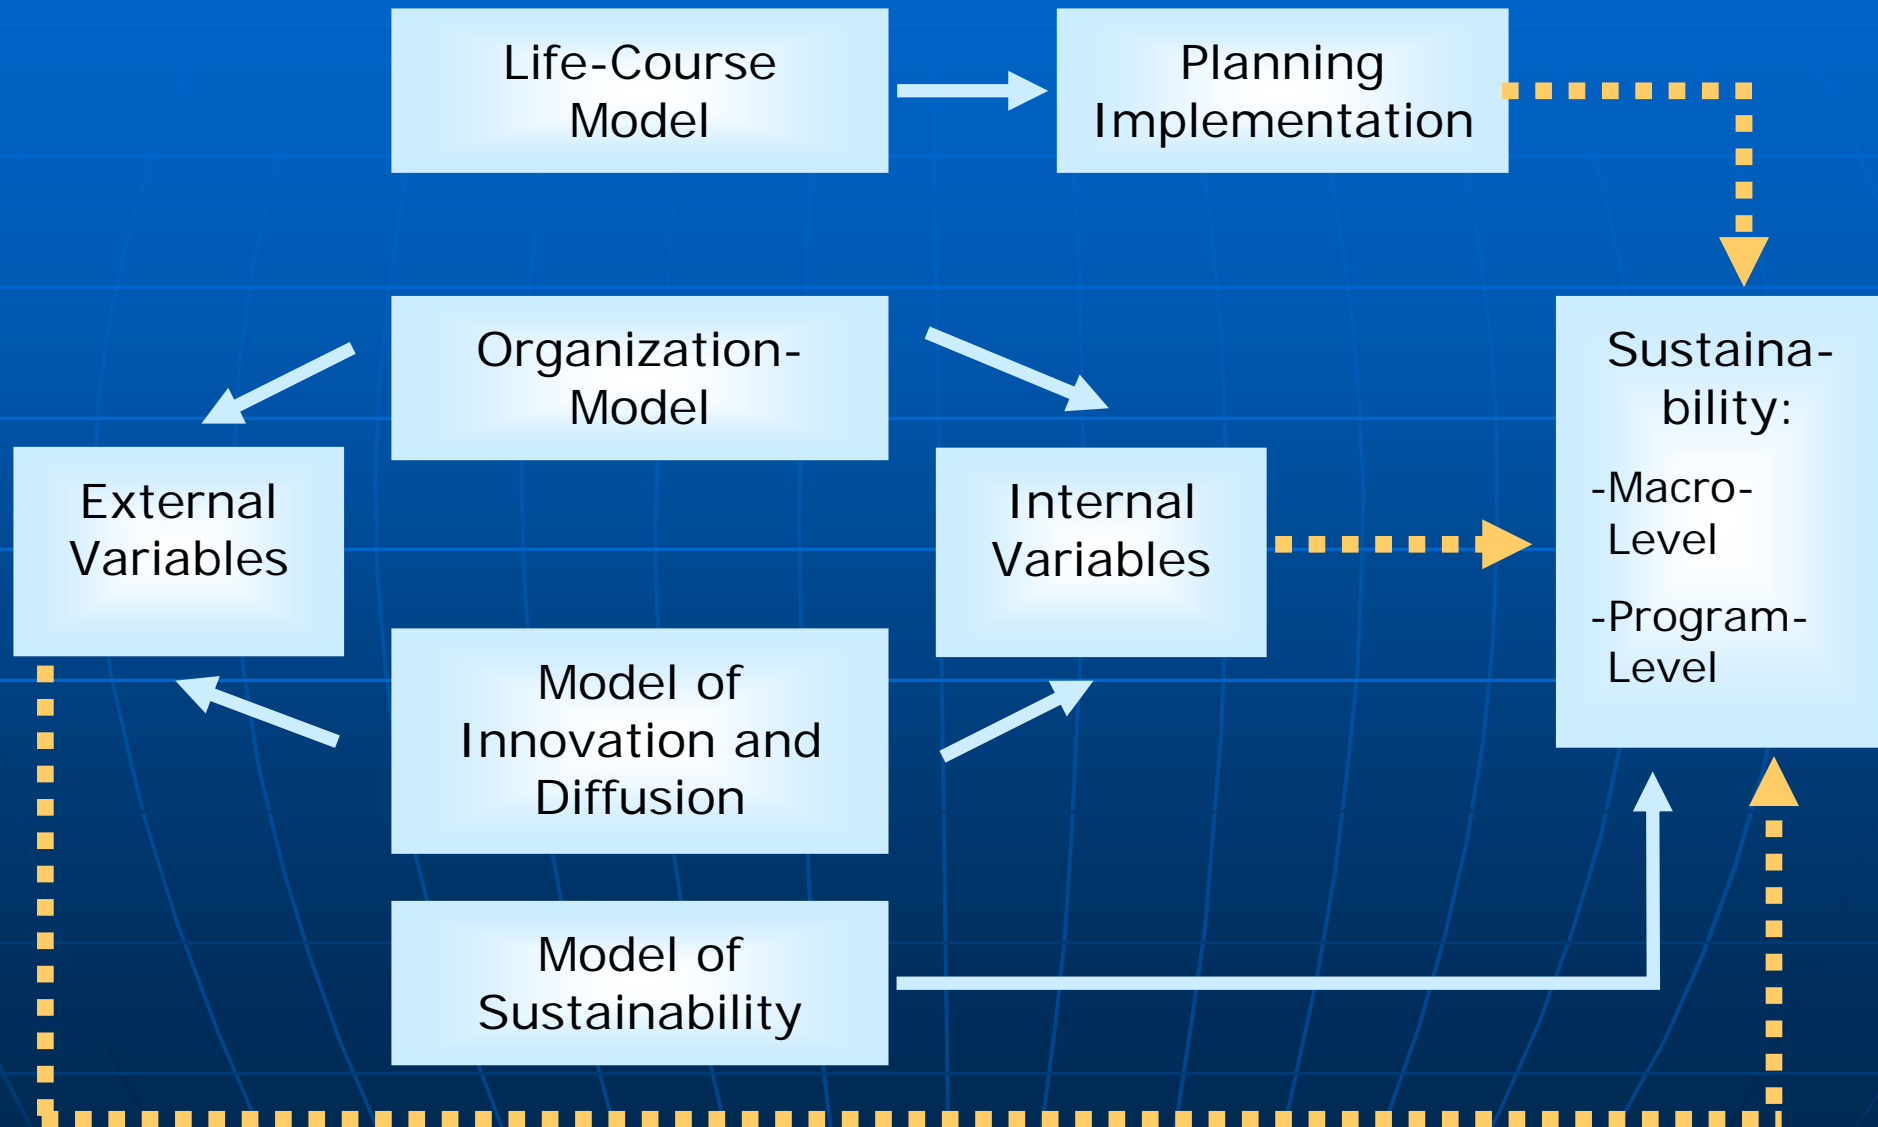 Life-Course
Model
Planning
Implementation
Organization-
Model
External
Variables
Internal
Variables
Sustaina-
bility:
-Macro-
Level
-Program-
Level
Model of
Innovation and
Diffusion
Model of
Sustainability